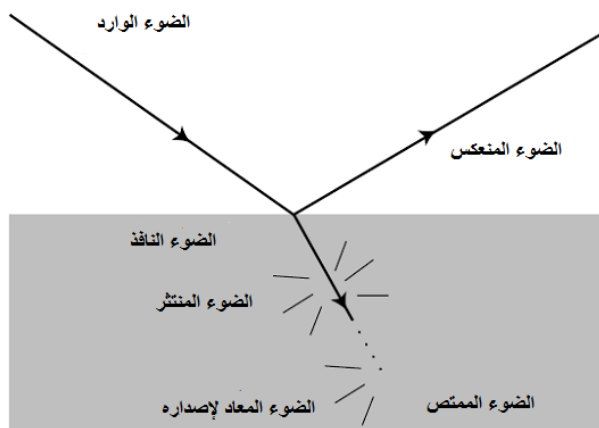 الضوء الوارد
الضوء المنعكس
الضوء النافذ
الضوء المنتثر
الضوء الممتص
الضوء المعاد لإصداره